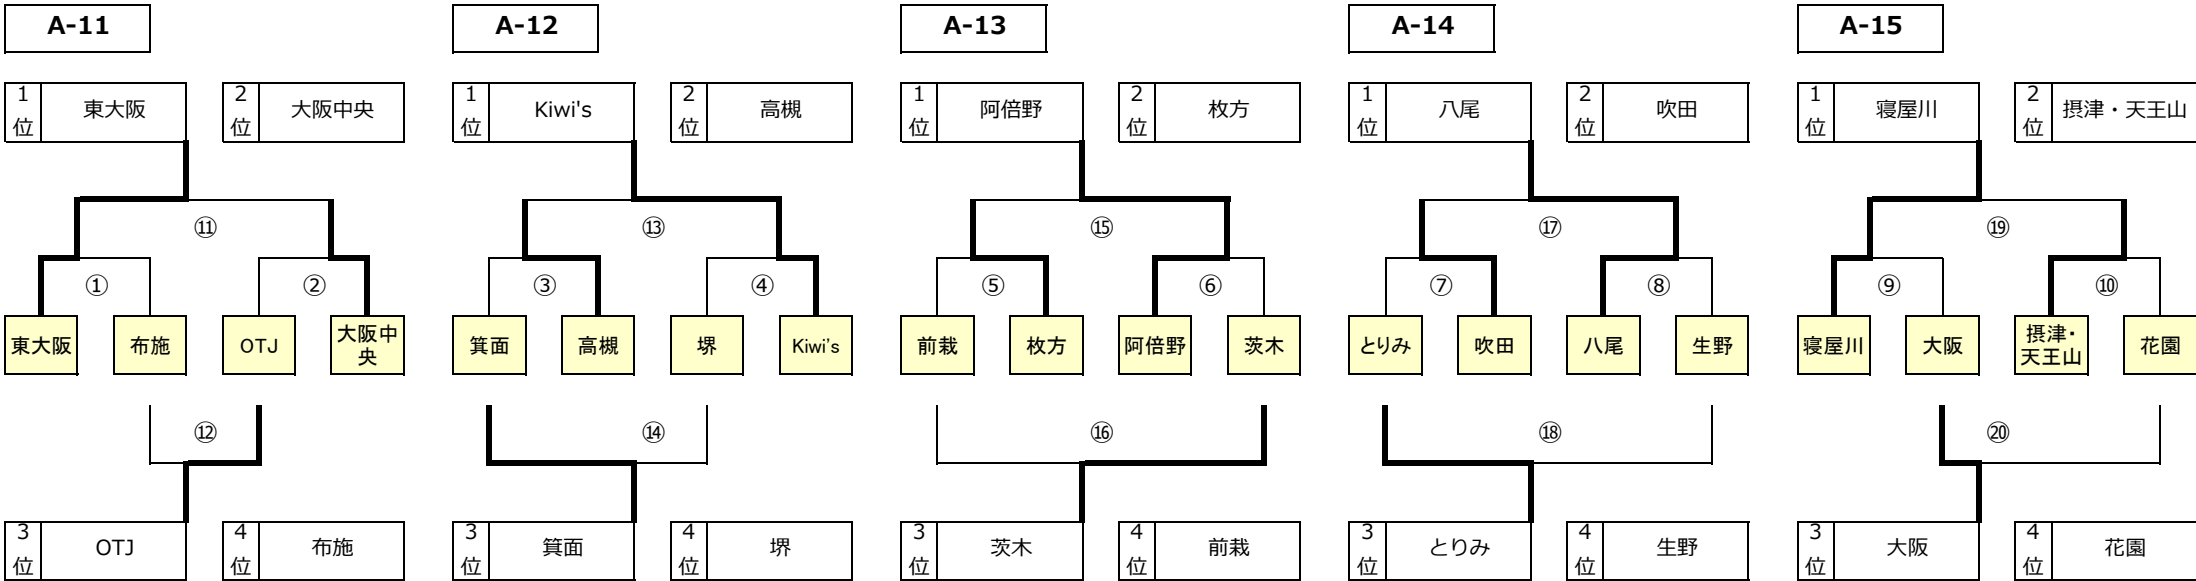 A-11 A-12 A-13 A-14 A-15
1位 東大阪 2位 大阪中央 1位 Kiwi's 2位 高槻 1位 阿倍野 2位 枚方 1位 八尾 2位 吹田 1位 寝屋川 2位 摂津・天王山
⑪ ⑬ ⑮ ⑰ ⑲
① ② ③ ④ ⑤ ⑥ ⑦ ⑧ ⑨ ⑩
東大阪 布施 OTJ 大阪中央 箕面 高槻 堺 Kiwi's 前栽 枚方 阿倍野 茨木 とりみ 吹田 八尾 生野 寝屋川 大阪 摂津・天王山 花園
⑫ ⑭ ⑯ ⑱ ⑳
3位 OTJ 4位 布施 3位 箕面 4位 堺 3位 茨木 4位 前栽 3位 とりみ 4位 生野 3位 大阪 4位 花園